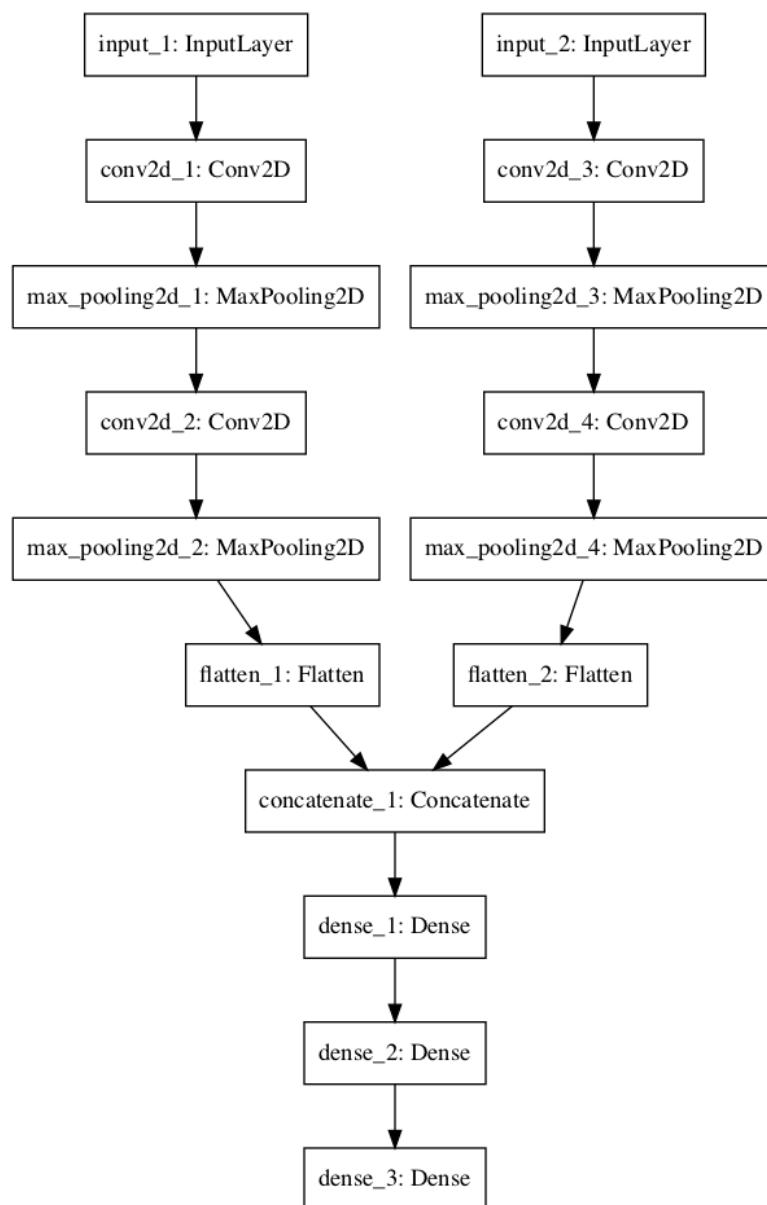 input_1: InputLayer
input_2: InputLayer
conv2d_1: Conv2D
conv2d_3: Conv2D
max_pooling2d_1: MaxPooling2D
max_pooling2d_3: MaxPooling2D
conv2d_2: Conv2D
conv2d_4: Conv2D
max_pooling2d_2: MaxPooling2D
max_pooling2d_4: MaxPooling2D
flatten_1: Flatten
flatten_2: Flatten
concatenate_1: Concatenate
dense_1: Dense
dense_2: Dense
dense_3: Dense